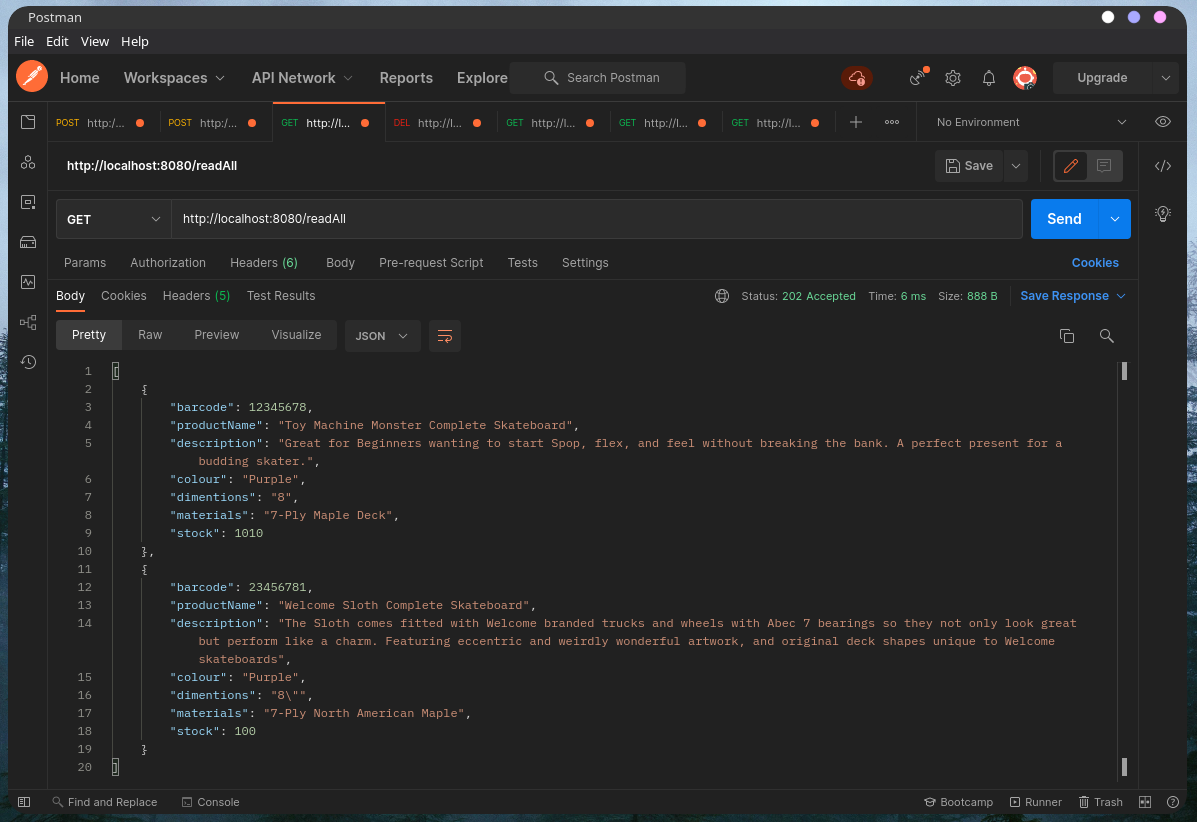 Postman
File Edit View Help
Home Workspaces API Network Reports Explore Search Postman Upgrade
POST http:/... POST http:/... GET http://l... DEL http://l... GET http://l... GET http://l... GET http://l... No Environment
http://localhost:8080/readAll Save
GET http://localhost:8080/readAll Send
Params Authorization Headers (6) Body Pre-request Script Tests Settings Cookies
Body Cookies Headers (5) Test Results Status: 202 Accepted Time: 6 ms Size: 888 B Save Response
Pretty Raw Preview Visualize JSON
1 [
2 {
3 "barcode": 12345678,
4 "productName": "Toy Machine Monster Complete Skateboard",
5 "description": "Great for Beginners wanting to start Spop, flex, and feel without breaking the bank. A perfect present for a
budding skater.",
6 "colour": "Purple",
7 "dimentions": "8",
8 "materials": "7-Ply Maple Deck",
9 "stock": 1010
10 },
11 {
12 "barcode": 23456781,
13 "productName": "Welcome Sloth Complete Skateboard",
14 "description": "The Sloth comes fitted with Welcome branded trucks and wheels with Abec 7 bearings so they not only look great
but perform like a charm. Featuring eccentric and weirdly wonderful artwork, and original deck shapes unique to Welcome
skateboards",
15 "colour": "Purple",
16 "dimentions": "8\"",
17 "materials": "7-Ply North American Maple",
18 "stock": 100
19 }
20 ]
Find and Replace Console Bootcamp Runner Trash